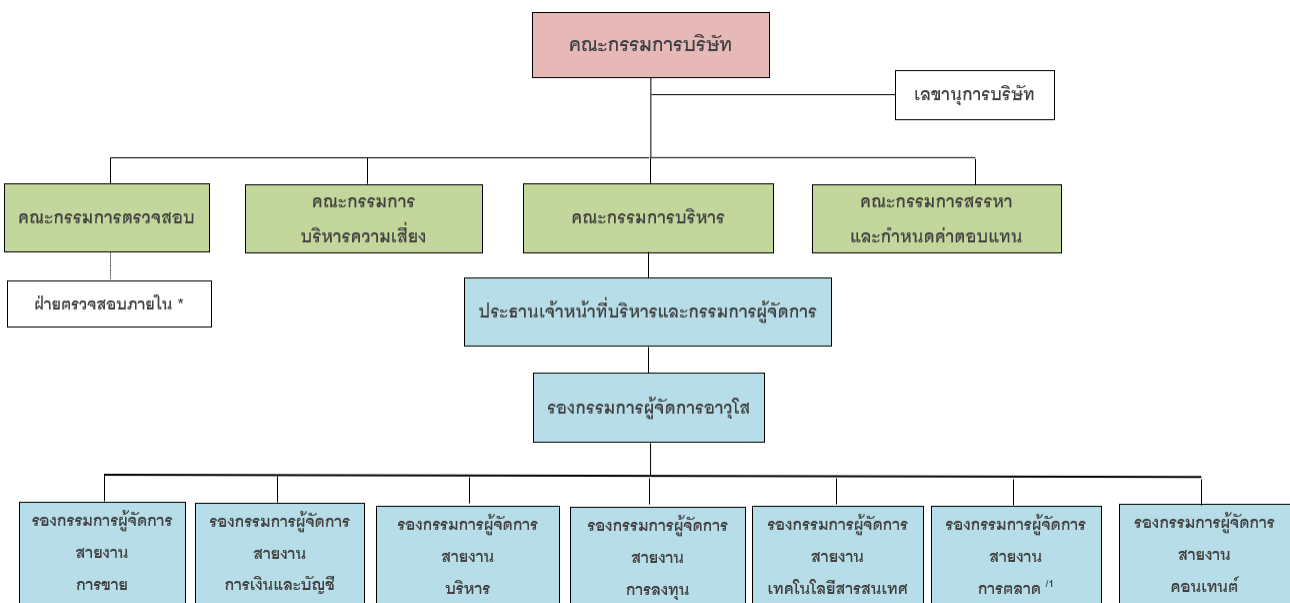 คณะกรรมการบริษัท
เลขานุการบริษัท
คณะกรรมการตรวจสอบ
คณะกรรมการ
บริหารความเสี่ยง
คณะกรรมการบริหาร
คณะกรรมการสรรหา
และกำหนดค่าตอบแทน
ฝ่ายตรวจสอบภายใน *
ประธานเจ้าหน้าที่บริหารและกรรมการผู้จัดการ
รองกรรมการผู้จัดการอาวุโส
รองกรรมการผู้จัดการ
สายงาน
การขาย
รองกรรมการผู้จัดการ
สายงาน
การเงินและบัญชี
รองกรรมการผู้จัดการ
สายงาน
บริหาร
รองกรรมการผู้จัดการ
สายงาน
การลงทุน
รองกรรมการผู้จัดการ
สายงาน
เทคโนโลยีสารสนเทศ
รองกรรมการผู้จัดการ
สายงาน
การตลาด /1
รองกรรมการผู้จัดการ
สายงาน
คอนเทนต์